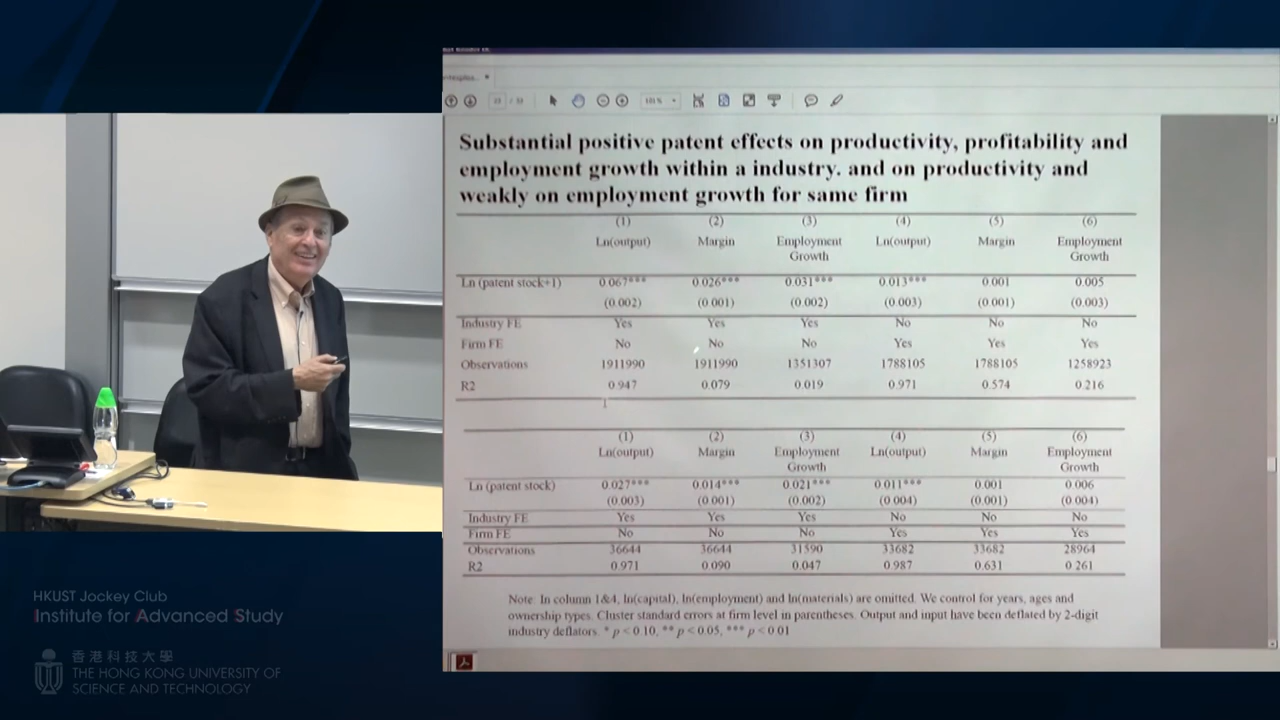 Substantial positive patent effects on productivity, profitability and
employment growth within a industry. and on productivity and
weakly on employment growth for same firm
(1) (2) (3) (4) (5) (6)
Ln(output) Margin Employment Growth Ln(output) Margin Employment Growth
Ln (patent stock+1) 0.067*** 0.026*** 0.031*** 0.013*** 0.001 0.005
(0.002) (0.001) (0.002) (0.003) (0.001) (0.003)
Industry FE Yes Yes Yes No No No
Firm FE No No No Yes Yes Yes
Observations 1911990 1911990 1351307 1788105 1788105 1258923
R2 0.947 0.079 0.019 0.971 0.574 0.216
(1) (2) (3) (4) (5) (6)
Ln(output) Margin Employment Growth Ln(output) Margin Employment Growth
Ln (patent stock) 0.027*** 0.014*** 0.021*** 0.011*** 0.001 0.006
(0.003) (0.001) (0.002) (0.004) (0.001) (0.004)
Industry FE Yes Yes Yes No No No
Firm FE No No No Yes Yes Yes
Observations 36644 36644 31590 33682 33682 28964
R2 0.971 0.090 0.047 0.987 0.631 0.261
Note: In column 1&4, ln(capital), ln(employment) and ln(materials) are omitted. We control for years, ages and
ownership types. Cluster standard errors at firm level in parentheses. Output and input have been deflated by 2-digit
industry deflators. * p < 0.10, ** p < 0.05, *** p < 0.01
HKUST Jockey Club
Institute for Advanced Study
香港科技大學
THE HONG KONG UNIVERSITY OF
SCIENCE AND TECHNOLOGY